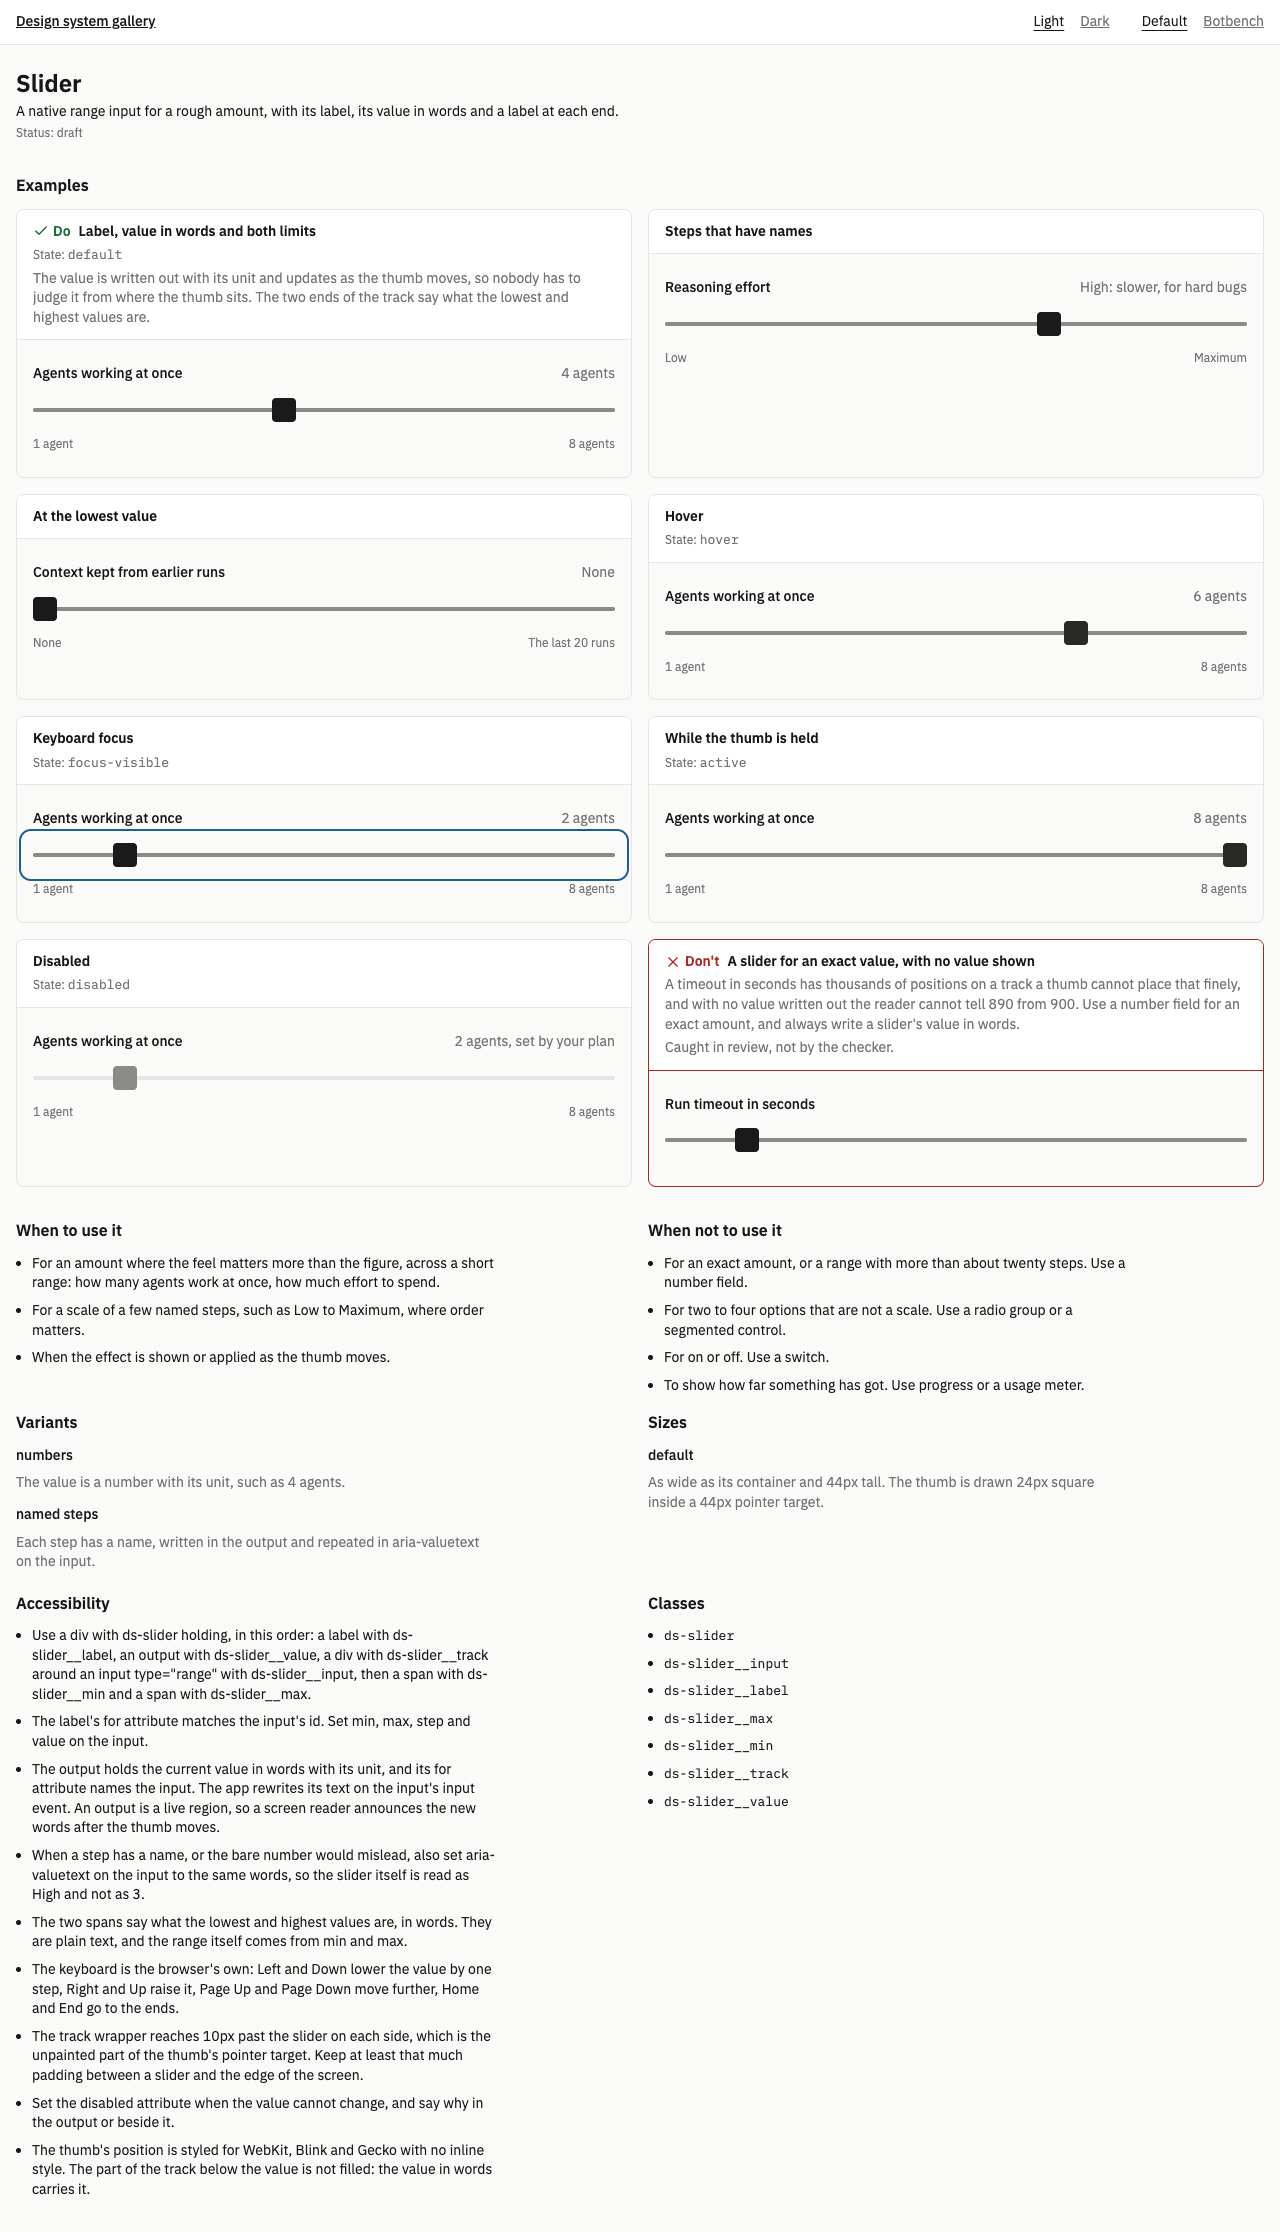 Design system gallery
Light Dark Default Botbench
Slider
A native range input for a rough amount, with its label, its value in words and a label at each end.
Status: draft
Examples
Do Label, value in words and both limits
State: default
The value is written out with its unit and updates as the thumb moves, so nobody has to
judge it from where the thumb sits. The two ends of the track say what the lowest and
highest values are.
Agents working at once 4 agents
1 agent 8 agents
Steps that have names
Reasoning effort High: slower, for hard bugs
Low Maximum
At the lowest value
Context kept from earlier runs None
None The last 20 runs
Hover
State: hover
Agents working at once 6 agents
1 agent 8 agents
Keyboard focus
State: focus-visible
Agents working at once 2 agents
1 agent 8 agents
While the thumb is held
State: active
Agents working at once 8 agents
1 agent 8 agents
Disabled
State: disabled
Agents working at once 2 agents, set by your plan
1 agent 8 agents
Don't A slider for an exact value, with no value shown
A timeout in seconds has thousands of positions on a track a thumb cannot place that finely,
and with no value written out the reader cannot tell 890 from 900. Use a number field for an
exact amount, and always write a slider's value in words.
Caught in review, not by the checker.
Run timeout in seconds
When to use it
For an amount where the feel matters more than the figure, across a short
range: how many agents work at once, how much effort to spend.
For a scale of a few named steps, such as Low to Maximum, where order
matters.
When the effect is shown or applied as the thumb moves.
When not to use it
For an exact amount, or a range with more than about twenty steps. Use a
number field.
For two to four options that are not a scale. Use a radio group or a
segmented control.
For on or off. Use a switch.
To show how far something has got. Use progress or a usage meter.
Variants
numbers
The value is a number with its unit, such as 4 agents.
named steps
Each step has a name, written in the output and repeated in aria-valuetext
on the input.
Sizes
default
As wide as its container and 44px tall. The thumb is drawn 24px square
inside a 44px pointer target.
Accessibility
Use a div with ds-slider holding, in this order: a label with ds-
slider__label, an output with ds-slider__value, a div with ds-slider__track
around an input type="range" with ds-slider__input, then a span with ds-
slider__min and a span with ds-slider__max.
The label's for attribute matches the input's id. Set min, max, step and
value on the input.
The output holds the current value in words with its unit, and its for
attribute names the input. The app rewrites its text on the input's input
event. An output is a live region, so a screen reader announces the new
words after the thumb moves.
When a step has a name, or the bare number would mislead, also set aria-
valuetext on the input to the same words, so the slider itself is read as
High and not as 3.
The two spans say what the lowest and highest values are, in words. They
are plain text, and the range itself comes from min and max.
The keyboard is the browser's own: Left and Down lower the value by one
step, Right and Up raise it, Page Up and Page Down move further, Home
and End go to the ends.
The track wrapper reaches 10px past the slider on each side, which is the
unpainted part of the thumb's pointer target. Keep at least that much
padding between a slider and the edge of the screen.
Set the disabled attribute when the value cannot change, and say why in
the output or beside it.
The thumb's position is styled for WebKit, Blink and Gecko with no inline
style. The part of the track below the value is not filled: the value in words
carries it.
Classes
ds-slider
ds-slider__input
ds-slider__label
ds-slider__max
ds-slider__min
ds-slider__track
ds-slider__value